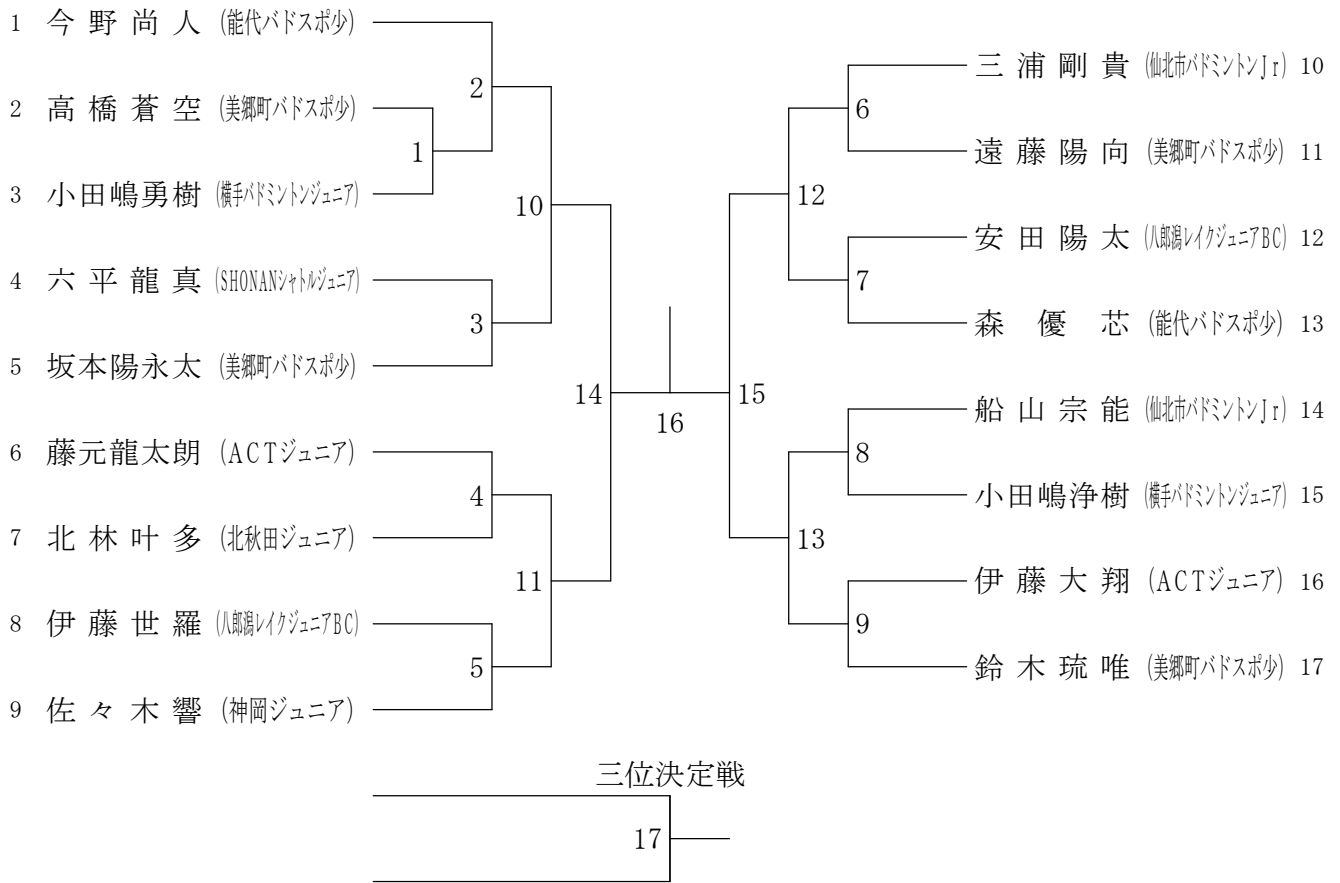 1 今野尚人 (能代バドスポ少)
2 高橋蒼空 (美郷町バドスポ少)
3 小田嶋勇樹 (横手バドミントンジュニア)
4 六平龍真 (SHONANシャトルジュニア)
5 坂本陽永太 (美郷町バドスポ少)
6 藤元龍太朗 (ACTジュニア)
7 北林叶多 (北秋田ジュニア)
8 伊藤世羅 (八郎潟レイクジュニアBC)
9 佐々木響 (神岡ジュニア)
1
2
3
4
5
10
11
14
16
15
12
13
6
7
8
9
三浦剛貴 (仙北市バドミントンJr) 10
遠藤陽向 (美郷町バドスポ少) 11
安田陽太 (八郎潟レイクジュニアBC) 12
森優芯 (能代バドスポ少) 13
船山宗能 (仙北市バドミントンJr) 14
小田嶋浄樹 (横手バドミントンジュニア) 15
伊藤大翔 (ACTジュニア) 16
鈴木琉唯 (美郷町バドスポ少) 17
三位決定戦
17